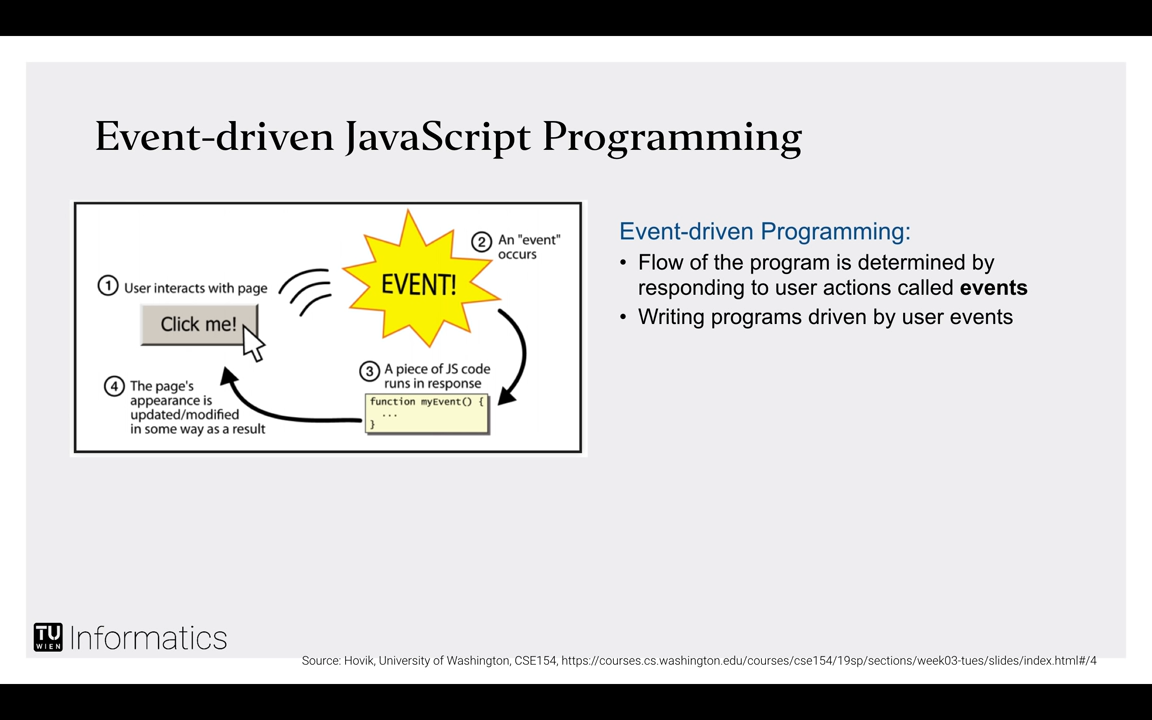 Event-driven JavaScript Programming
1 User interacts with page
Click me!
EVENT!
2 An "event"
occurs
3 A piece of JS code
runs in response
function myEvent() {
...
}
4 The page's
appearance is
updated/modified
in some way as a result
Event-driven Programming:
• Flow of the program is determined by
responding to user actions called events
• Writing programs driven by user events
TU
WIEN
Informatics
Source: Hovik, University of Washington, CSE154, https://courses.cs.washington.edu/courses/cse154/19sp/sections/week03-tues/slides/index.html#/4